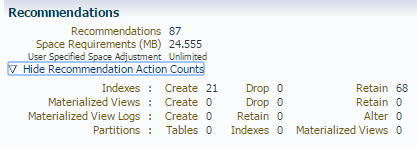 Recommendations
Recommendations 87
Space Requirements (MB) 24.555
User Specified Space Adjustment Unlimited
▽ Hide Recommendation Action Counts
Indexes : Create 21 Drop 0 Retain 68
Materialized Views : Create 0 Drop 0 Retain 0
Materialized View Logs : Create 0 Retain 0 Alter 0
Partitions : Tables 0 Indexes 0 Materialized Views 0